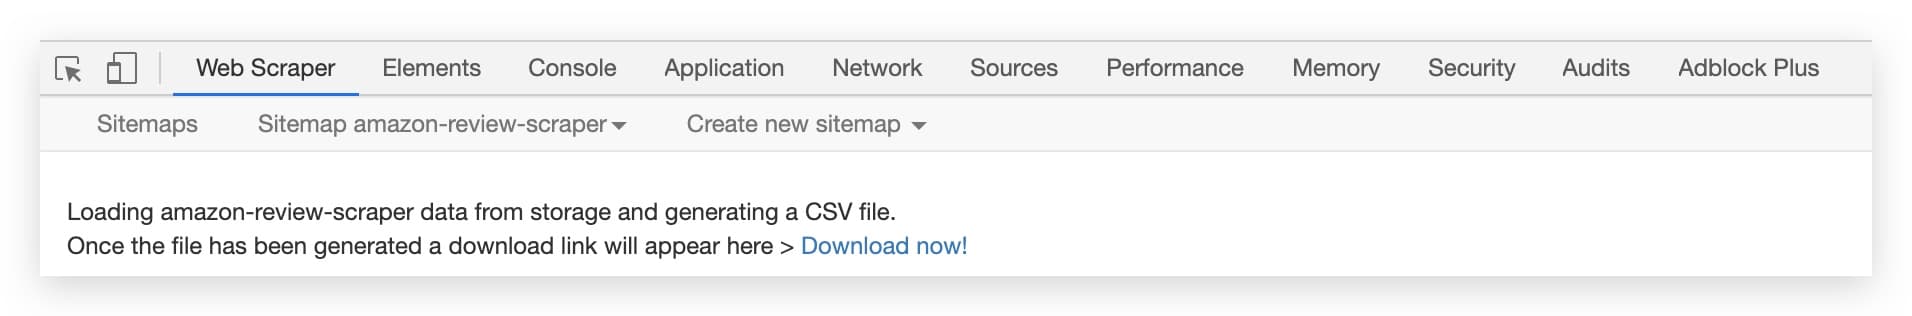 Web Scraper Elements Console Application Network Sources Performance Memory Security Audits Adblock Plus
Sitemaps Sitemap amazon-review-scraper Create new sitemap
Loading amazon-review-scraper data from storage and generating a CSV file.
Once the file has been generated a download link will appear here > Download now!